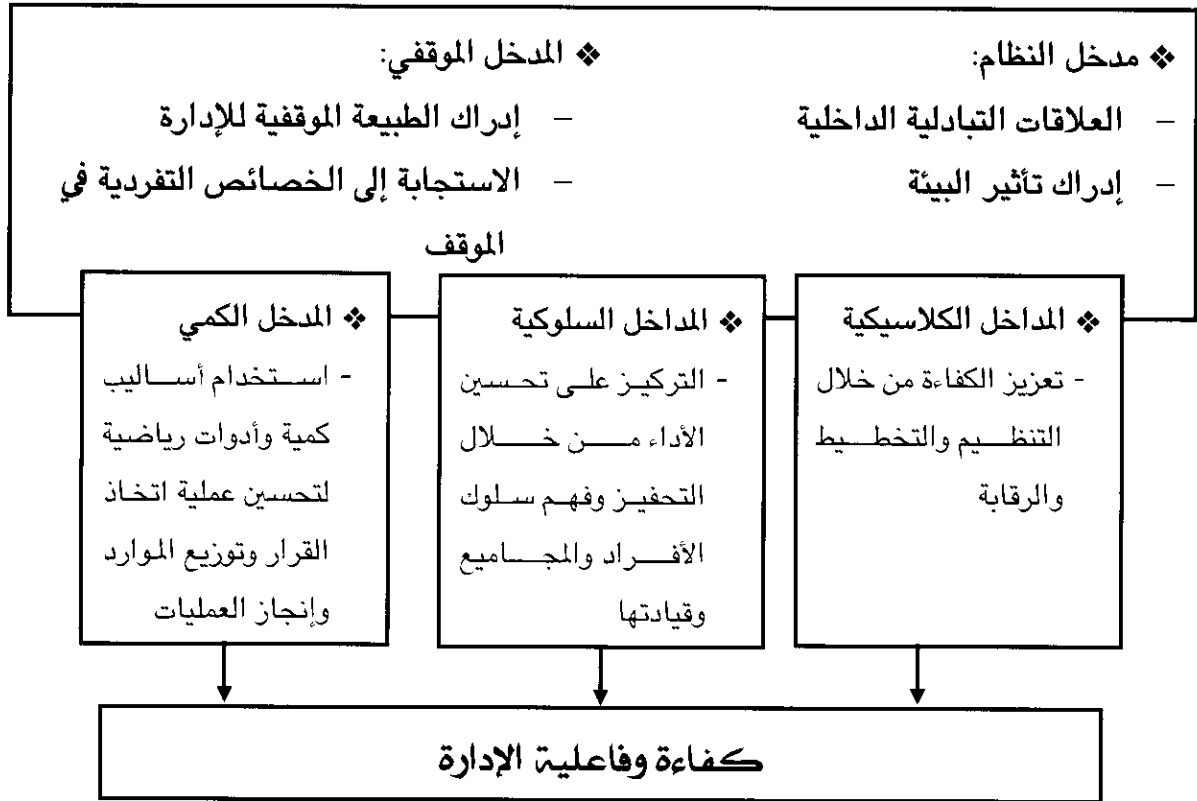 ❖ مدخل النظام:
– العلاقات التبادلية الداخلية
– إدراك تأثير البيئة
❖ المدخل الموقفي:
– إدراك الطبيعة الموقفية للإدارة
– الاستجابة إلى الخصائص التفردية في
الموقف
❖ المداخل الكلاسيكية
- تعزيز الكفاءة من خلال
التنظيم والتخطيط
والرقابة
❖ المداخل السلوكية
- التركيز على تحسين
الأداء من خلال
التحفيز وفهم سلوك
الأفراد والمجاميع
وقيادتها
❖ المدخل الكمي
- استخدام أساليب
كمية وأدوات رياضية
لتحسين عملية اتخاذ
القرار وتوزيع الموارد
وإنجاز العمليات
كفاءة وفاعلية الإدارة